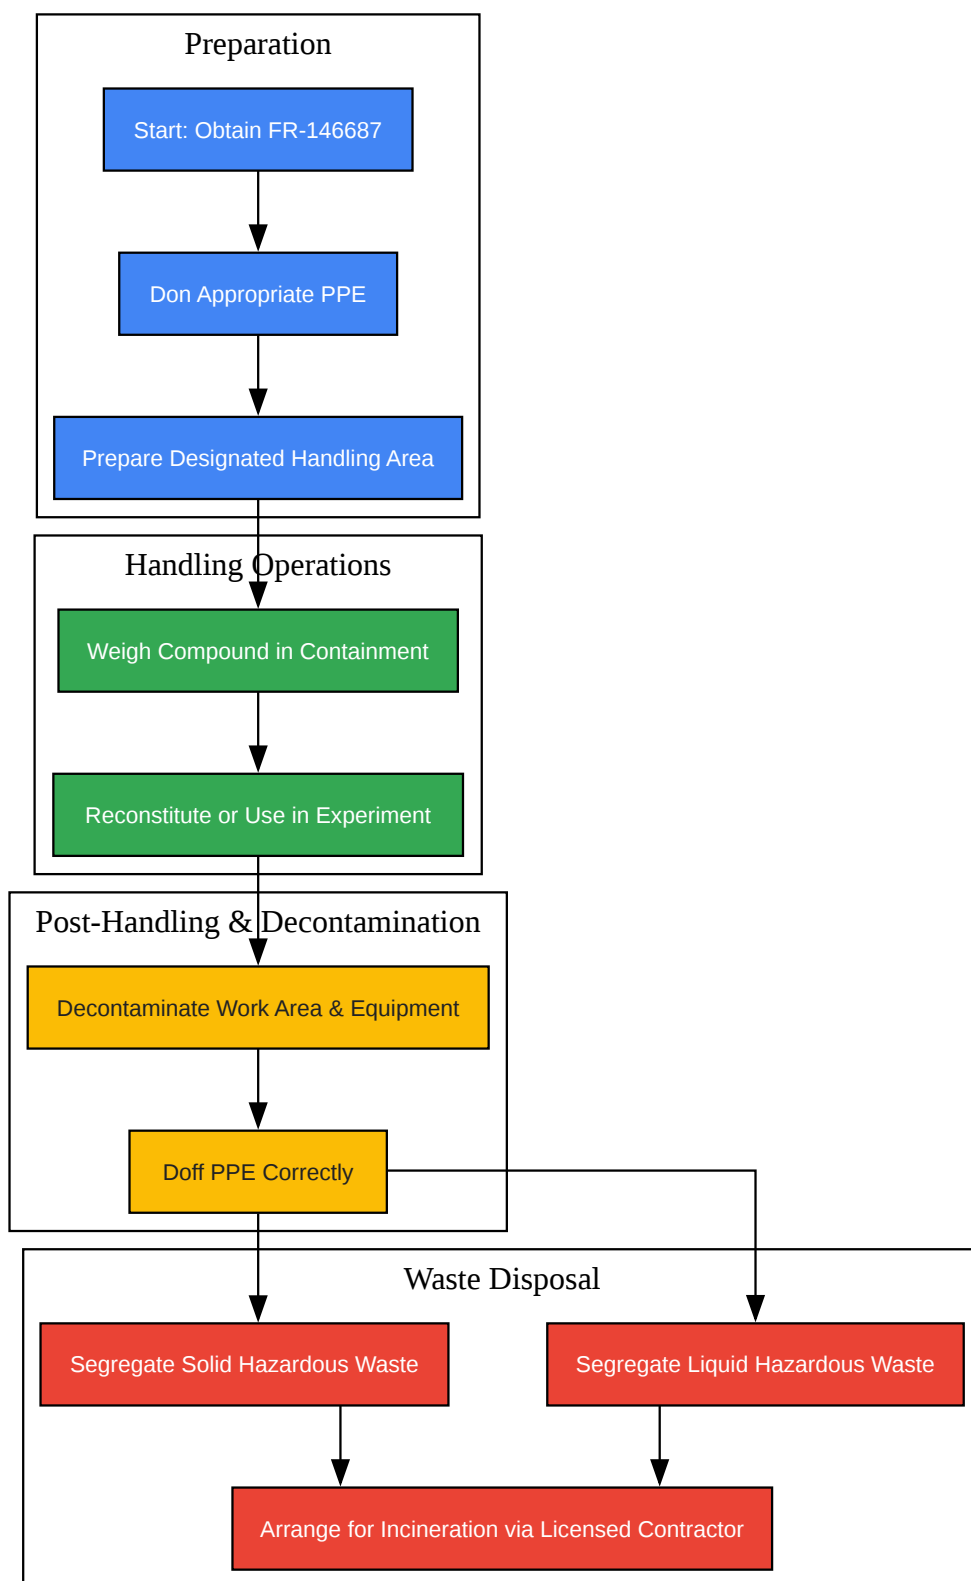 Preparation
Start: Obtain FR-146687
Don Appropriate PPE
Prepare Designated Handling Area
Handling Operations
Weigh Compound in Containment
Reconstitute or Use in Experiment
Post-Handling & Decontamination
Decontaminate Work Area & Equipment
Doff PPE Correctly
Waste Disposal
Segregate Solid Hazardous Waste
Segregate Liquid Hazardous Waste
Arrange for Incineration via Licensed Contractor